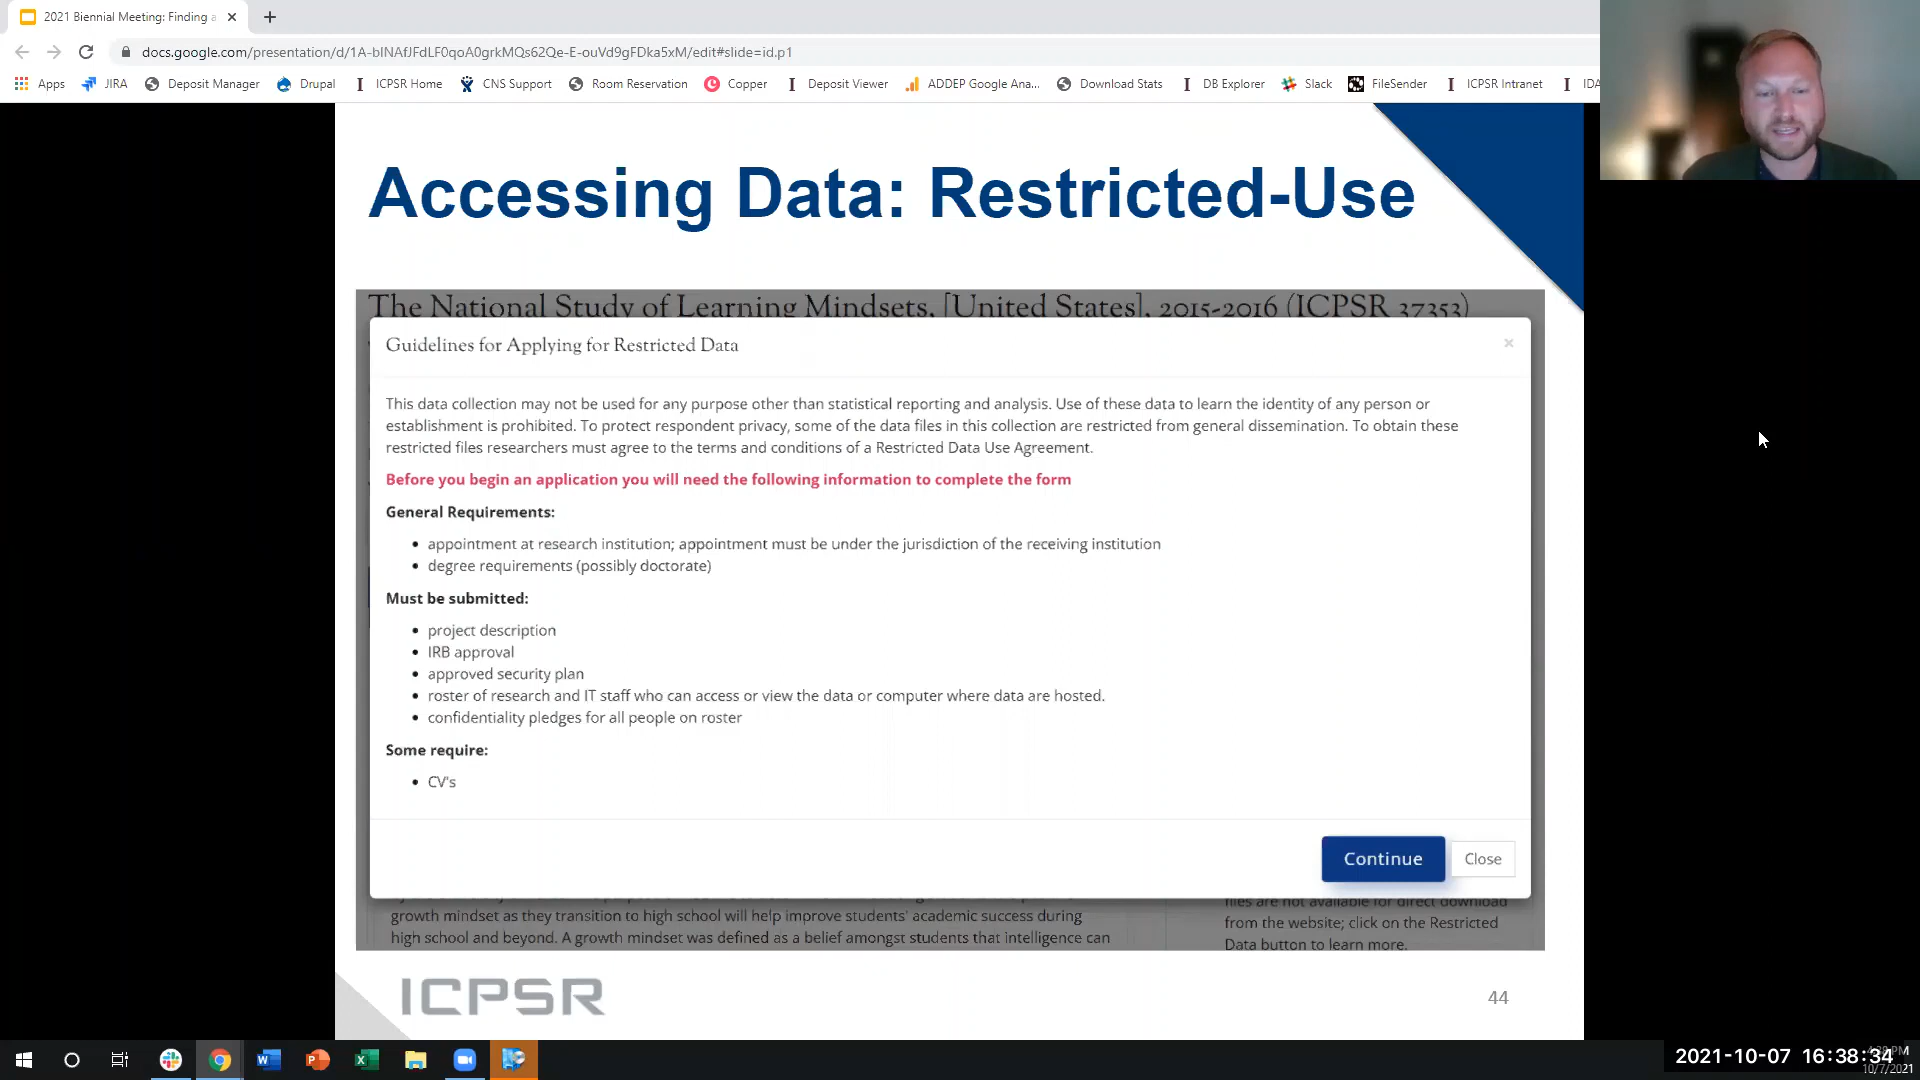 2021 Biennial Meeting: Finding a
docs.google.com/presentation/d/1A-bINAfJFdLF0qoA0grkMQs62Qe-E-ouVd9gFDka5xM/edit#slide=id.p1
Apps JIRA Deposit Manager Drupal ICPSR Home CNS Support Room Reservation Copper Deposit Viewer ADDEP Google Ana... Download Stats DB Explorer Slack FileSender ICPSR Intranet IDA
Accessing Data: Restricted-Use
The National Study of Learning Mindsets, [United States], 2015-2016 (ICPSR 37353)
Guidelines for Applying for Restricted Data
This data collection may not be used for any purpose other than statistical reporting and analysis. Use of these data to learn the identity of any person or
establishment is prohibited. To protect respondent privacy, some of the data files in this collection are restricted from general dissemination. To obtain these
restricted files researchers must agree to the terms and conditions of a Restricted Data Use Agreement.
Before you begin an application you will need the following information to complete the form
General Requirements:
• appointment at research institution; appointment must be under the jurisdiction of the receiving institution
• degree requirements (possibly doctorate)
Must be submitted:
• project description
• IRB approval
• approved security plan
• roster of research and IT staff who can access or view the data or computer where data are hosted.
• confidentiality pledges for all people on roster
Some require:
• CV's
Continue Close
files are not available for direct download
growth mindset as they transition to high school will help improve students' academic success during
from the website; click on the Restricted
high school and beyond. A growth mindset was defined as a belief amongst students that intelligence can
Data button to learn more.
ICPSR
44
2021-10-07 16:38:34
10/7/2021